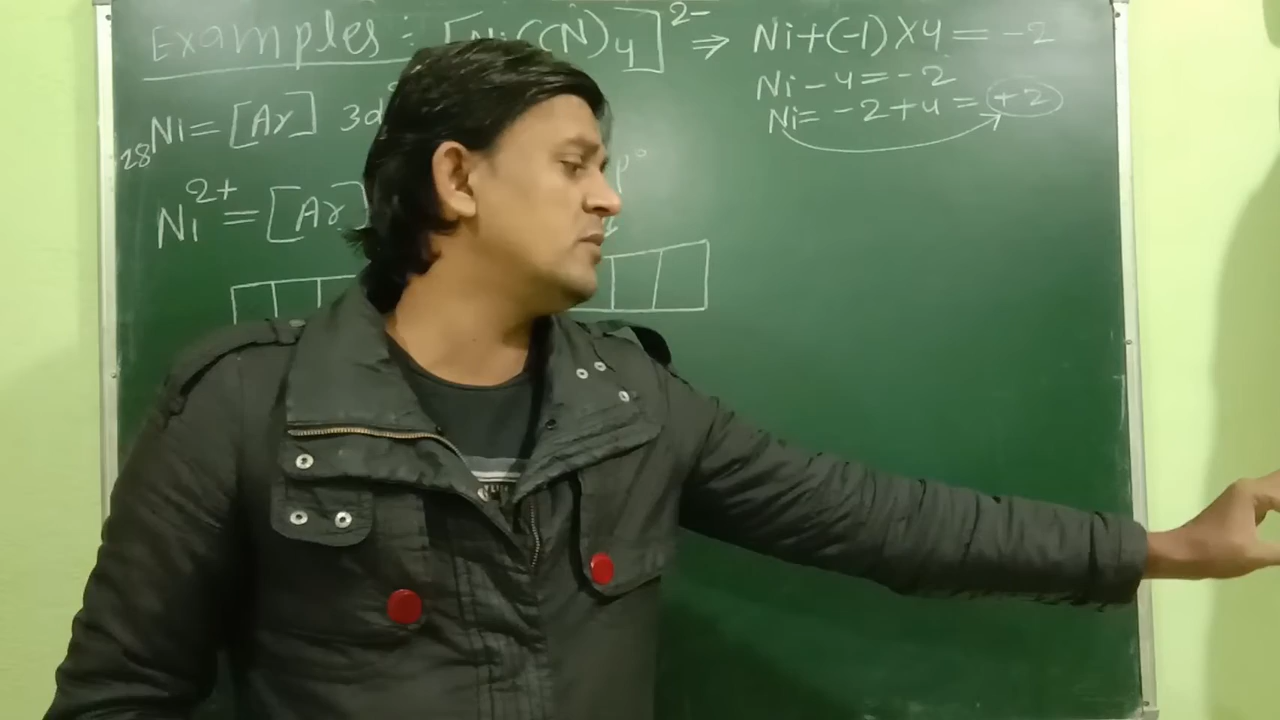 Examples : [Ni(CN)4]2- ⇒ Ni+(-1)×4 = -2
Ni - 4 = -2
Ni = -2+4 = +2
28Ni = [Ar] 3d
p°
Ni2+ = [Ar]